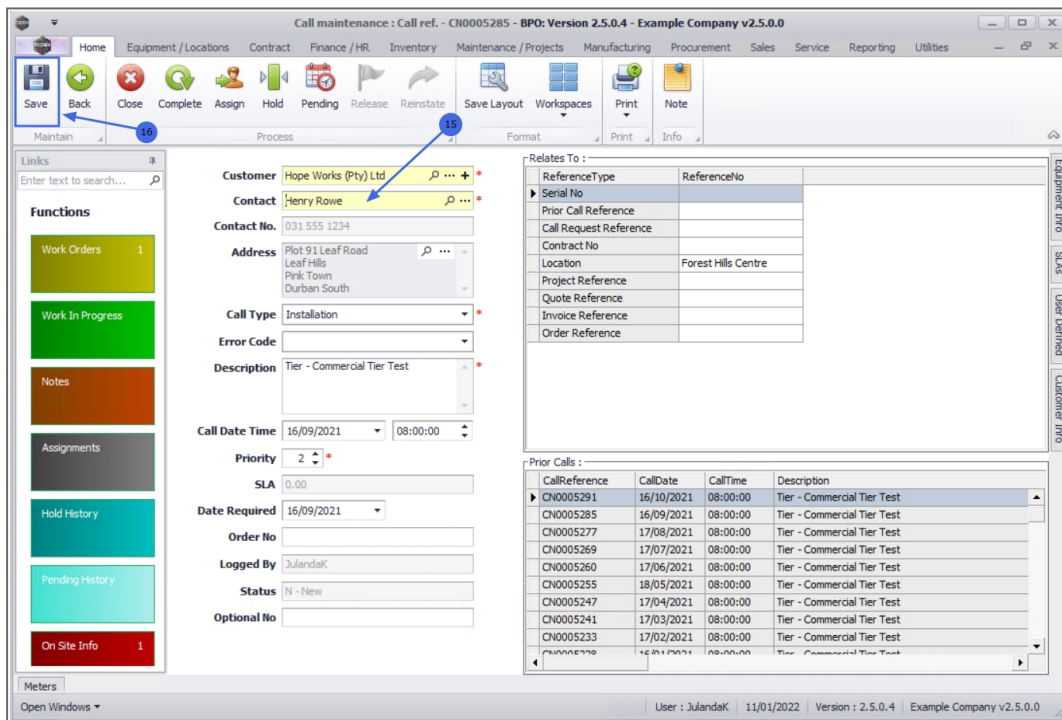 Call maintenance : Call ref. - CN0005285 - BPO: Version 2.5.0.4 - Example Company v2.5.0.0
Home Equipment / Locations Contract Finance / HR Inventory Maintenance / Projects Manufacturing Procurement Sales Service Reporting Utilities
Save Back Close Complete Assign Hold Pending Release Reinstate Save Layout Workspaces Print Note
16
15
Maintain Process Format Print Info
Links
Enter text to search...
Functions
Work Orders 1
Work In Progress
Notes
Assignments
Hold History
Pending History
On Site Info 1
Customer Hope Works (Pty) Ltd *
Contact Henry Rowe *
Contact No. 031 555 1234
Address Plot 91 Leaf Road
Leaf Hills
Pink Town
Durban South
Call Type Installation *
Error Code
Description Tier - Commercial Tier Test *
Call Date Time 16/09/2021 08:00:00
Priority 2 *
SLA 0.00
Date Required 16/09/2021
Order No
Logged By JulandaK
Status N - New
Optional No
Relates To :
ReferenceType ReferenceNo
Serial No
Prior Call Reference
Call Request Reference
Contract No
Location Forest Hills Centre
Project Reference
Quote Reference
Invoice Reference
Order Reference
Prior Calls :
CallReference CallDate CallTime Description
CN0005291 16/10/2021 08:00:00 Tier - Commercial Tier Test
CN0005285 16/09/2021 08:00:00 Tier - Commercial Tier Test
CN0005277 17/08/2021 08:00:00 Tier - Commercial Tier Test
CN0005269 17/07/2021 08:00:00 Tier - Commercial Tier Test
CN0005260 17/06/2021 08:00:00 Tier - Commercial Tier Test
CN0005255 18/05/2021 08:00:00 Tier - Commercial Tier Test
CN0005247 17/04/2021 08:00:00 Tier - Commercial Tier Test
CN0005241 17/03/2021 08:00:00 Tier - Commercial Tier Test
CN0005233 17/02/2021 08:00:00 Tier - Commercial Tier Test
Equipment Info
SLAs
User Defined
Customer Info
Meters
Open Windows User : JulandaK 11/01/2022 Version : 2.5.0.4 Example Company v2.5.0.0